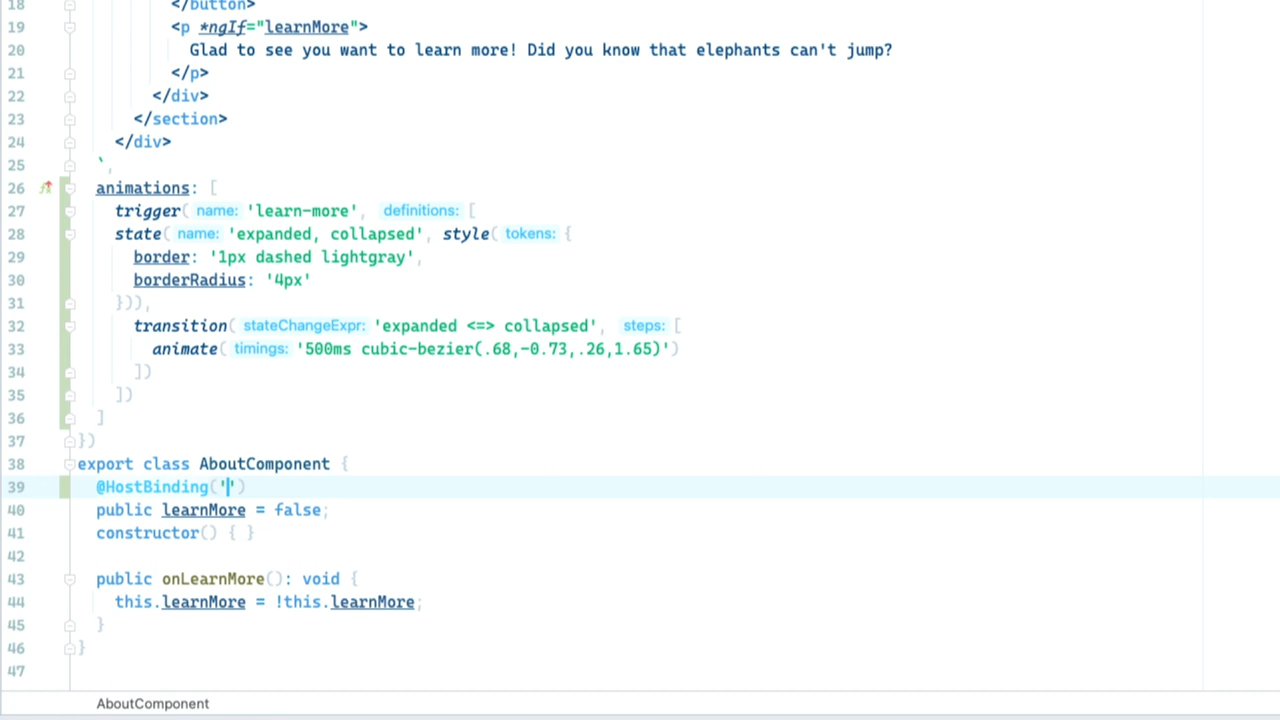 18 </button>
19 <p *ngIf="learnMore">
20 Glad to see you want to learn more! Did you know that elephants can't jump?
21 </p>
22 </div>
23 </section>
24 </div>
25 `,
26 animations: [
27 trigger( name: 'learn-more', definitions: [
28 state( name: 'expanded, collapsed', style( tokens: {
29 border: '1px dashed lightgray',
30 borderRadius: '4px'
31 })),
32 transition( stateChangeExpr: 'expanded <=> collapsed', steps: [
33 animate( timings: '500ms cubic-bezier(.68,-0.73,.26,1.65)')
34 ])
35 ])
36 ]
37 })
38 export class AboutComponent {
39 @HostBinding('')
40 public learnMore = false;
41 constructor() { }
42
43 public onLearnMore(): void {
44 this.learnMore = !this.learnMore;
45 }
46 }
47
AboutComponent